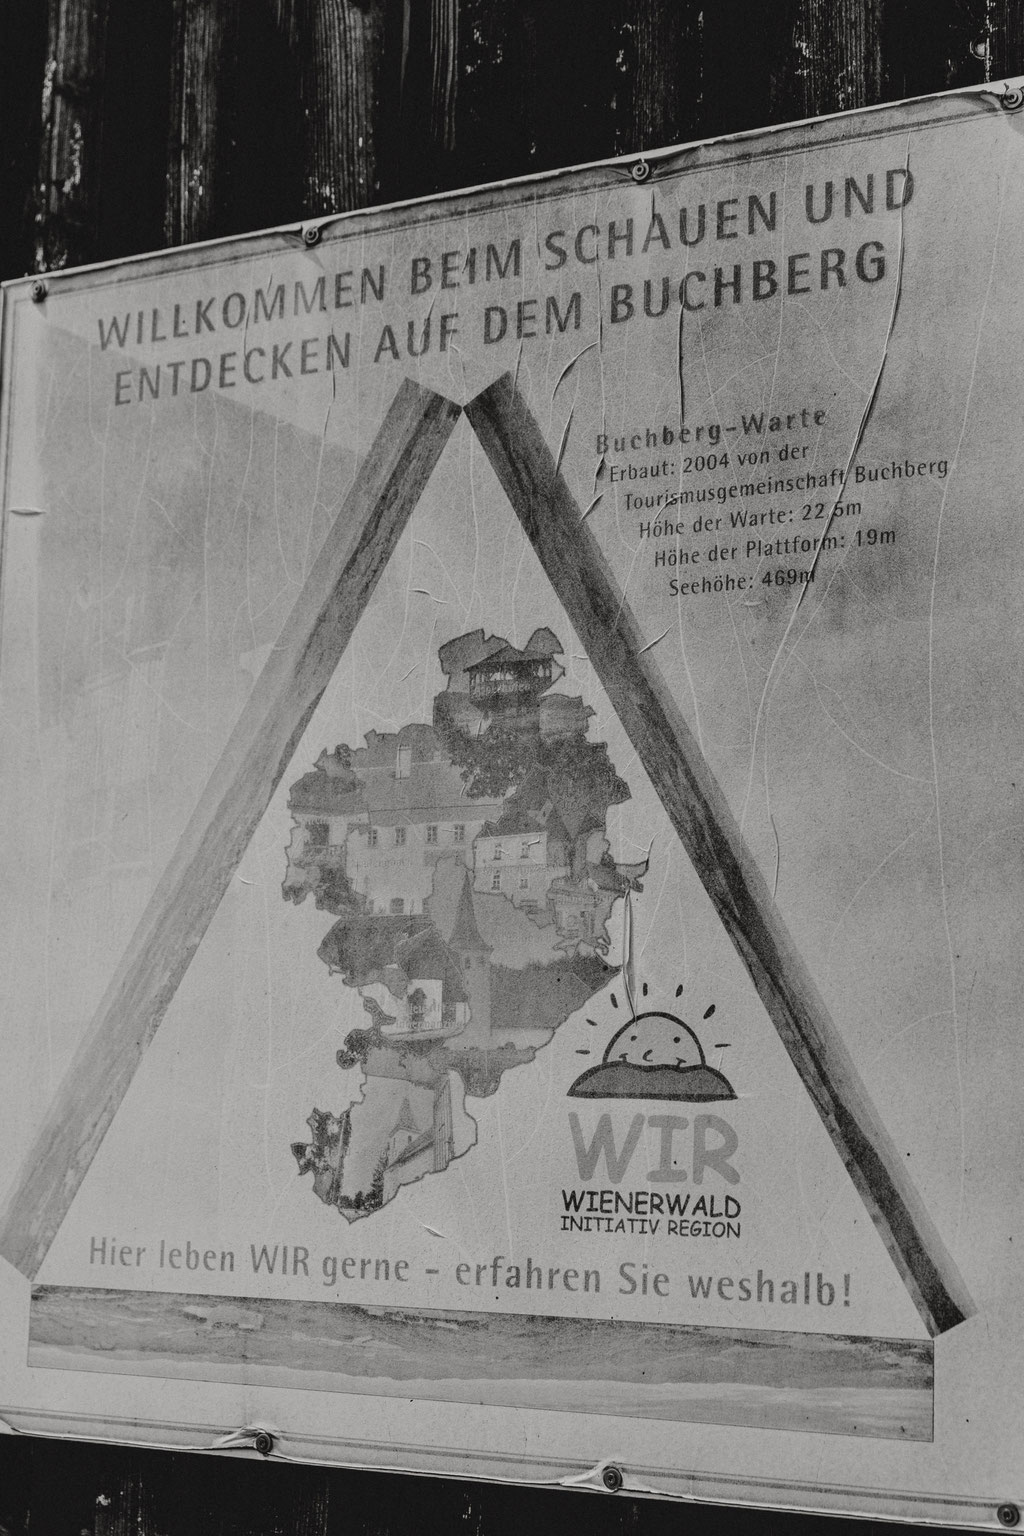 WILLKOMMEN BEIM SCHAUEN UND
ENTDECKEN AUF DEM BUCHBERG
Buchberg-Warte
Erbaut: 2004 von der
Tourismusgemeinschaft Buchberg
Höhe der Warte: 22,5m
Höhe der Plattform: 19m
Seehöhe: 469m
WIR
WIENERWALD
INITIATIV REGION
Hier leben WIR gerne - erfahren Sie weshalb!